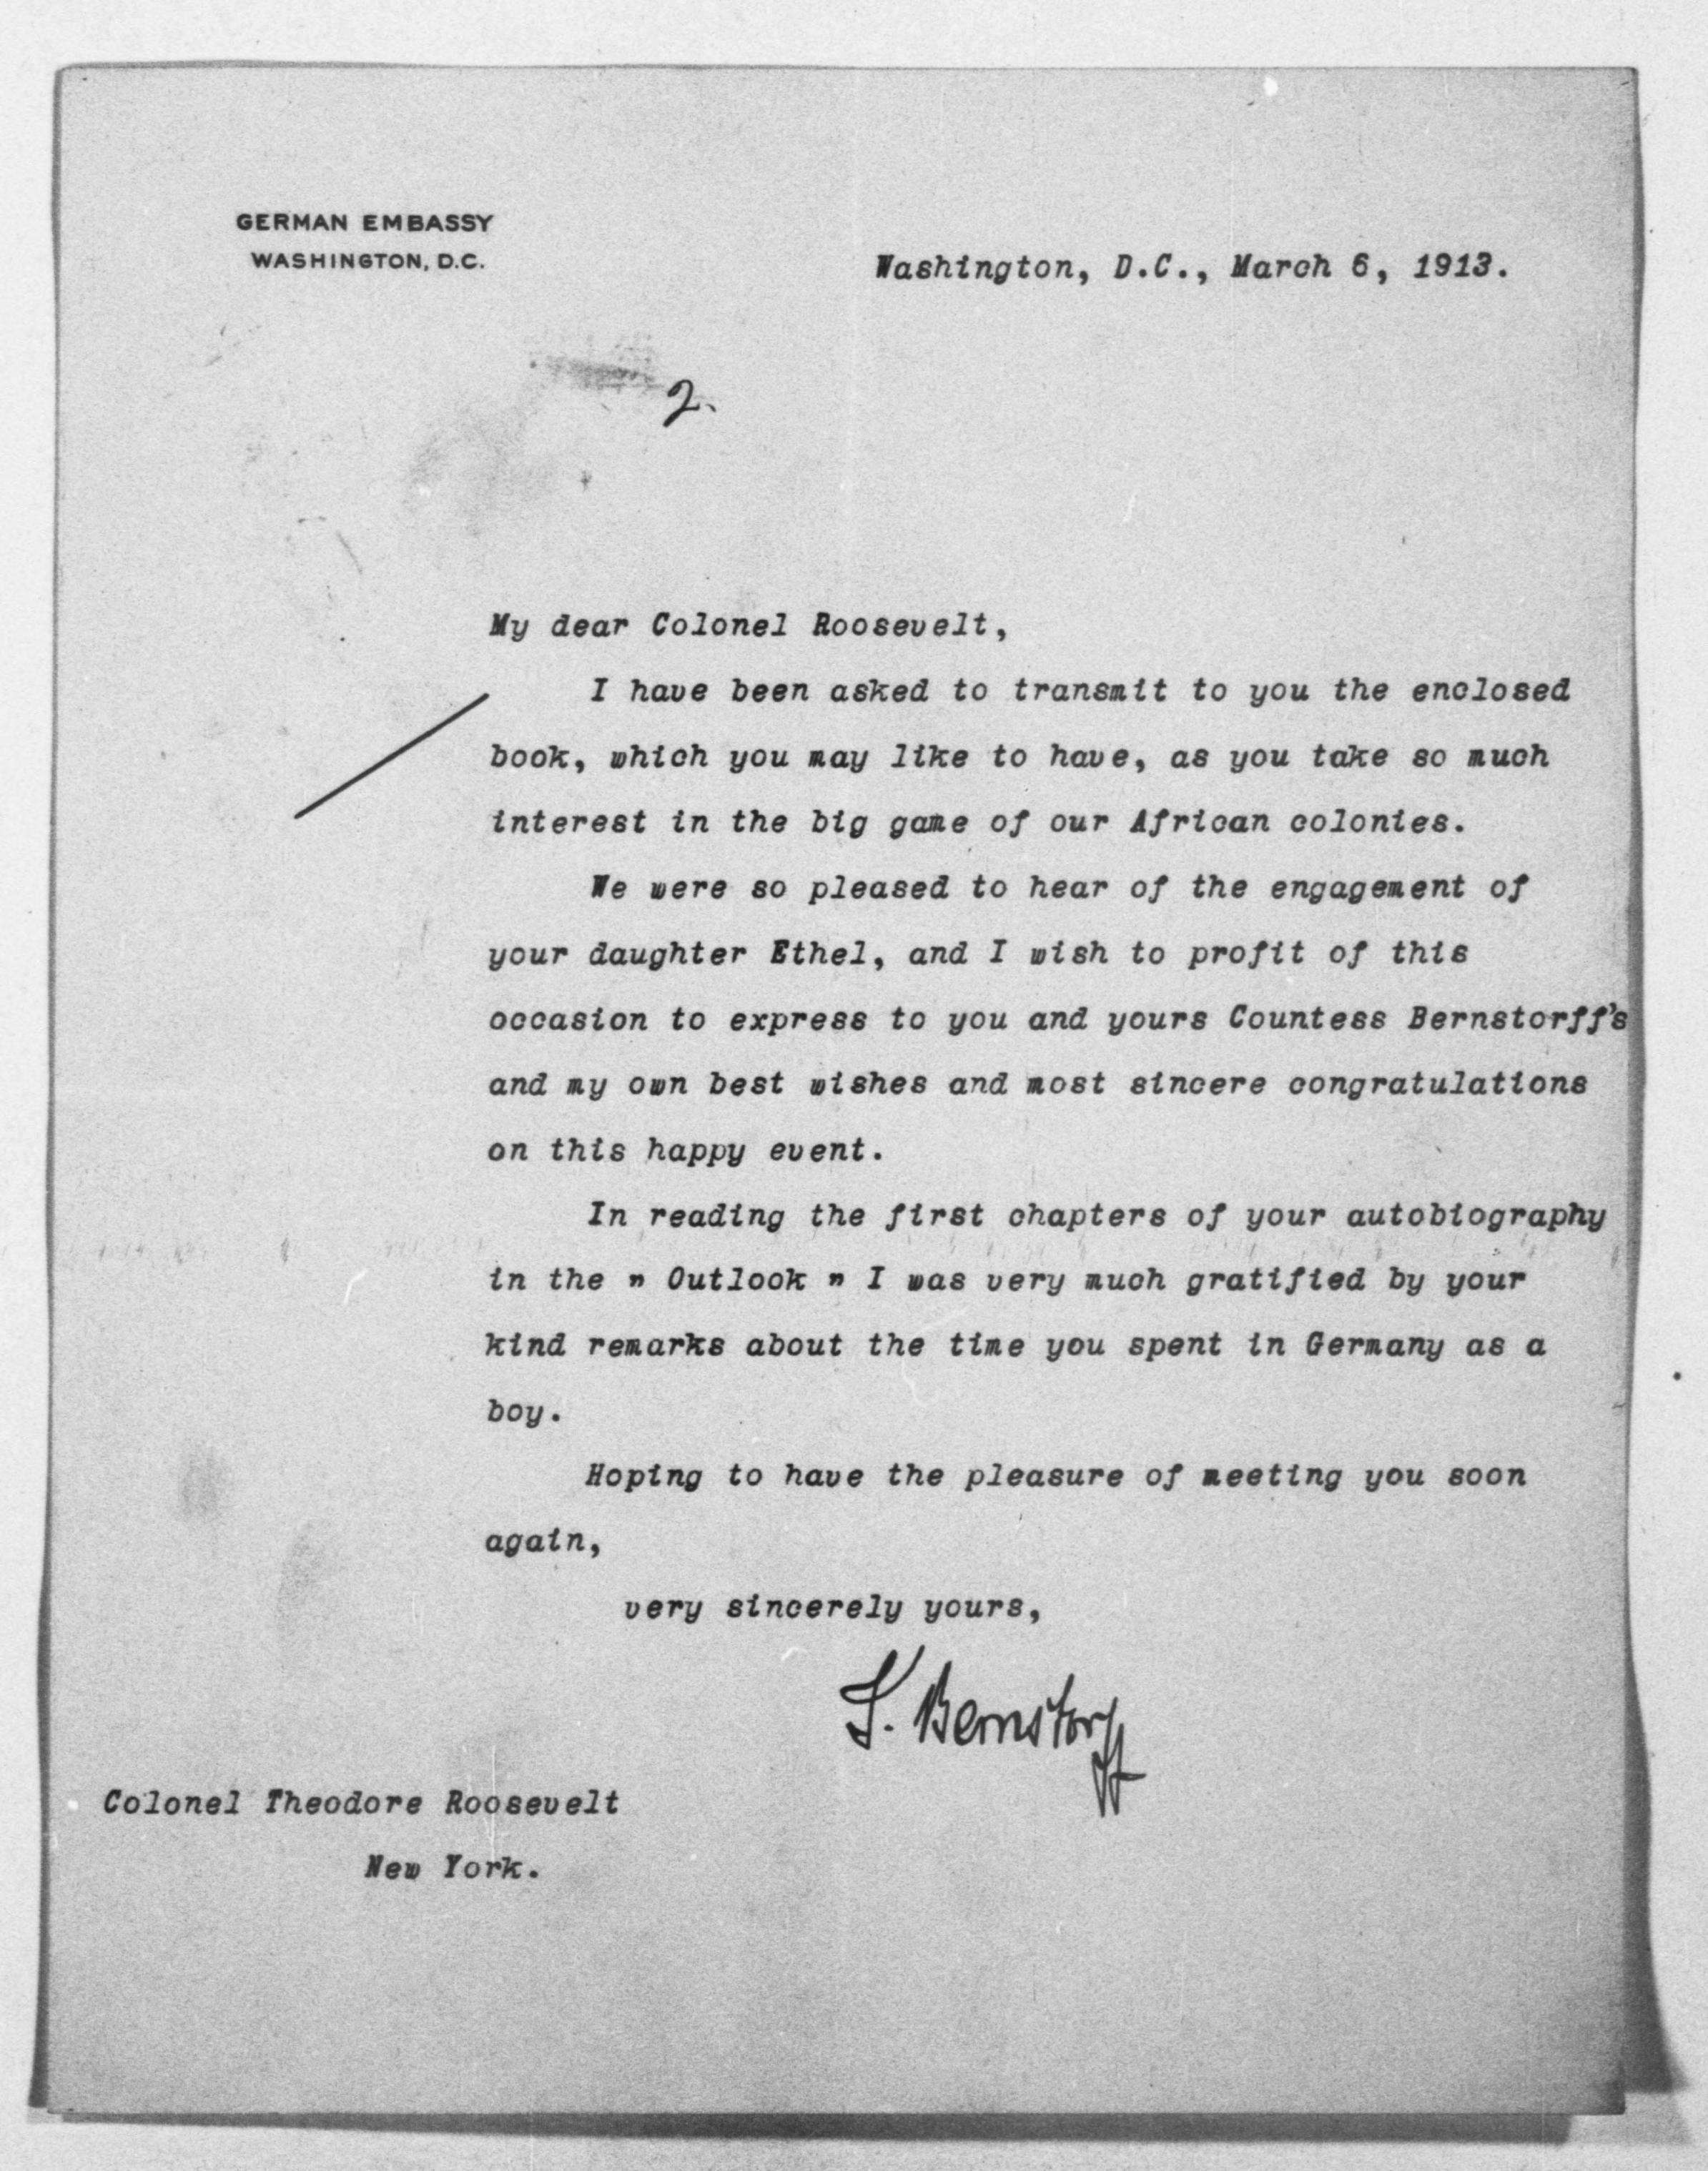 GERMAN EMBASSY
WASHINGTON, D.C.
Washington, D.C., March 6, 1913.
2.
My dear Colonel Roosevelt,
I have been asked to transmit to you the enclosed
book, which you may like to have, as you take so much
interest in the big game of our African colonies.
We were so pleased to hear of the engagement of
your daughter Ethel, and I wish to profit of this
occasion to express to you and yours Countess Bernstorff's
and my own best wishes and most sincere congratulations
on this happy event.
In reading the first chapters of your autobiography
in the " Outlook " I was very much gratified by your
kind remarks about the time you spent in Germany as a
boy.
Hoping to have the pleasure of meeting you soon
again,
very sincerely yours,
J. Bernstorff
Colonel Theodore Roosevelt
New York.